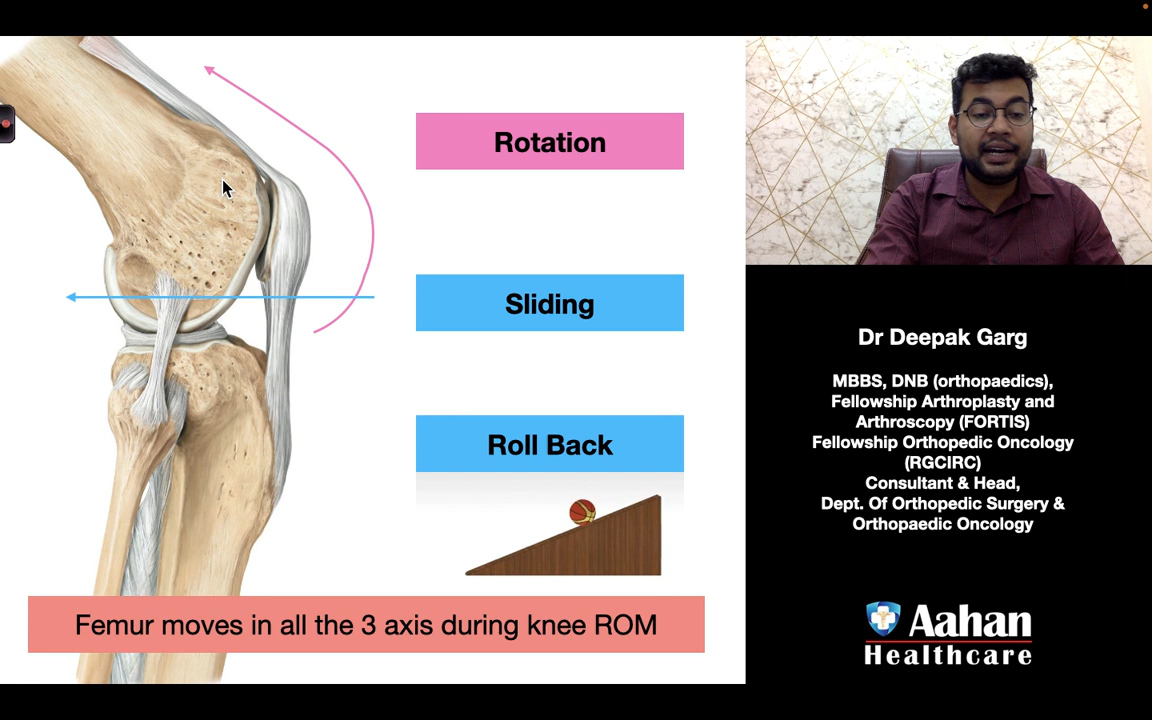 Rotation
Sliding
Roll Back
Femur moves in all the 3 axis during knee ROM
Dr Deepak Garg
MBBS, DNB (orthopaedics),
Fellowship Arthroplasty and
Arthroscopy (FORTIS)
Fellowship Orthopedic Oncology
(RGCIRC)
Consultant & Head,
Dept. Of Orthopedic Surgery &
Orthopaedic Oncology
Aahan
Healthcare